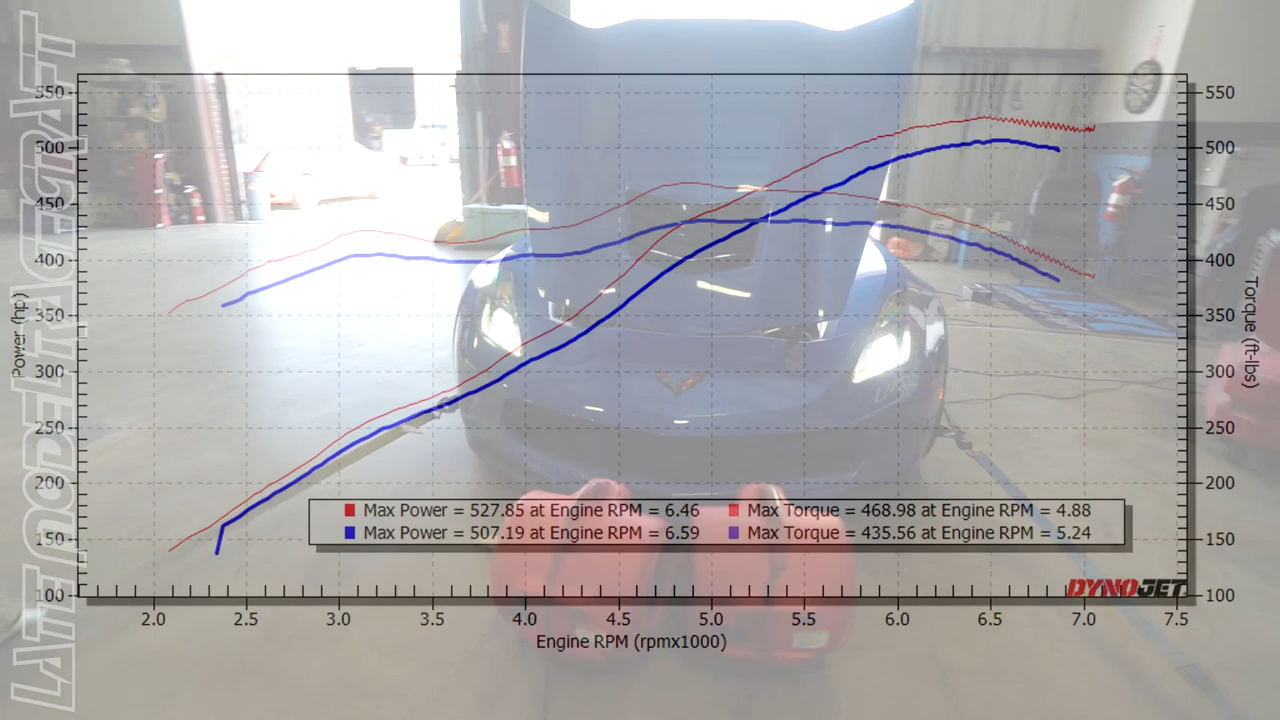 LATE MODEL RACECRAFT
550
500
450
400
350
300
250
200
150
100
Power (hp)
550
500
450
400
350
300
250
200
150
100
Torque (ft-lbs)
Max Power = 527.85 at Engine RPM = 6.46 Max Torque = 468.98 at Engine RPM = 4.88
Max Power = 507.19 at Engine RPM = 6.59 Max Torque = 435.56 at Engine RPM = 5.24
DYNOJET
2.0 2.5 3.0 3.5 4.0 4.5 5.0 5.5 6.0 6.5 7.0 7.5
Engine RPM (rpmx1000)